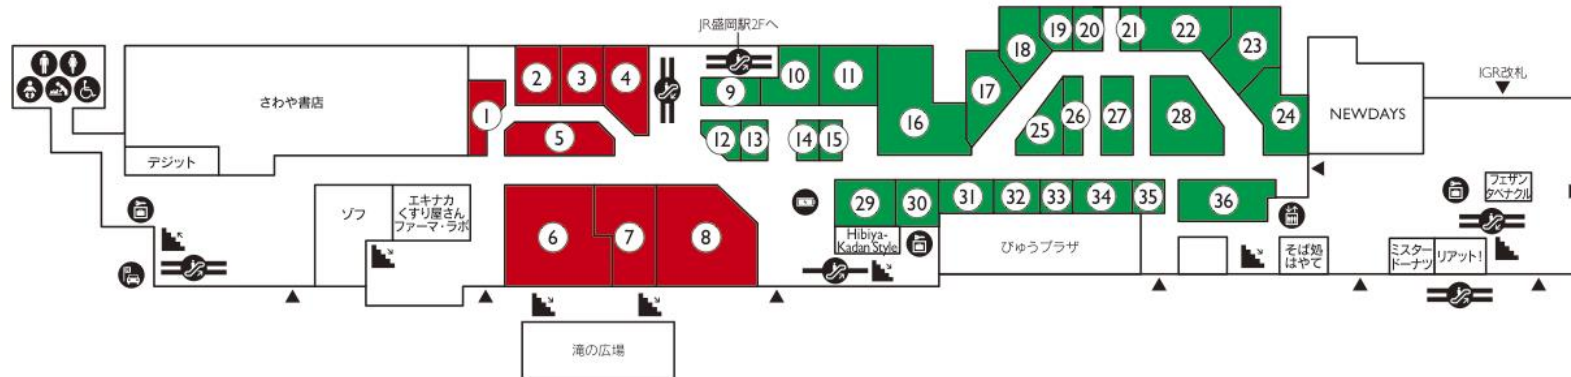 JR盛岡駅2Fへ
19
20
21
22
18
23
2
3
4
10
11
9
17
IGR改札
さわや書店
1
16
24
NEWDAYS
5
12
13
14
15
25
26
27
28
デジット
ゾフ
エキナカ
くすり屋さん
ファーマ・ラボ
6
7
8
29
30
31
32
33
34
35
36
フェザン
タベナクル
Hibiya-
Kadan Style
びゅうプラザ
そば処
はやて
ミスター
ドーナツ
リアット!
滝の広場